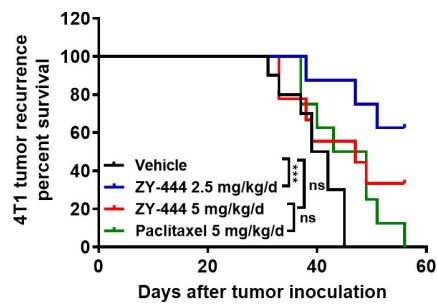 4T1 tumor recurrence
percent survival
120
100
80
60
40
20
0
Vehicle
ZY-444 2.5 mg/kg/d
ZY-444 5 mg/kg/d
Paclitaxel 5 mg/kg/d
***
ns
ns
0
20
40
60
Days after tumor inoculation